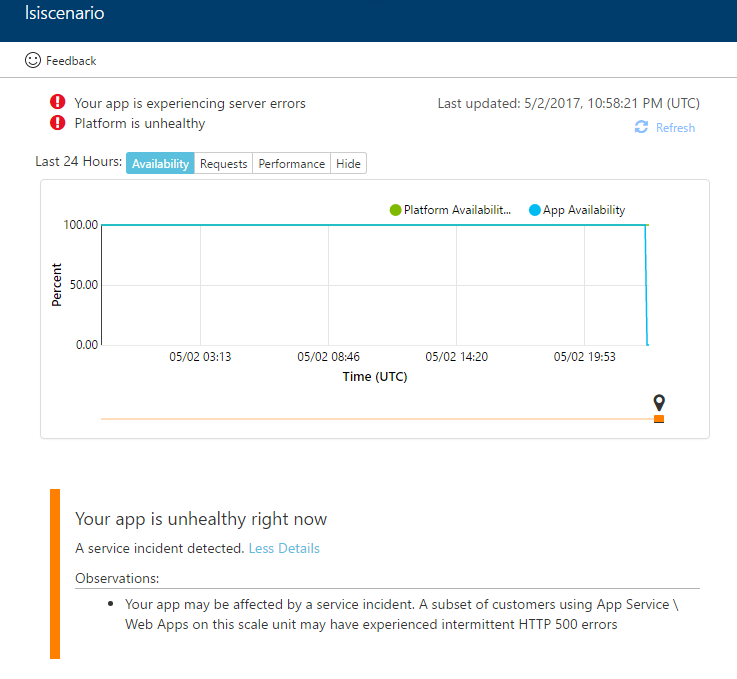 lsiscenario
Feedback
Your app is experiencing server errors
Last updated: 5/2/2017, 10:58:21 PM (UTC)
Platform is unhealthy
Refresh
Last 24 Hours: Availability Requests Performance Hide
Platform Availabilit... App Availability
100.00
50.00
0.00
Percent
05/02 03:13 05/02 08:46 05/02 14:20 05/02 19:53
Time (UTC)
Your app is unhealthy right now
A service incident detected. Less Details
Observations:
Your app may be affected by a service incident. A subset of customers using App Service \
Web Apps on this scale unit may have experienced intermittent HTTP 500 errors